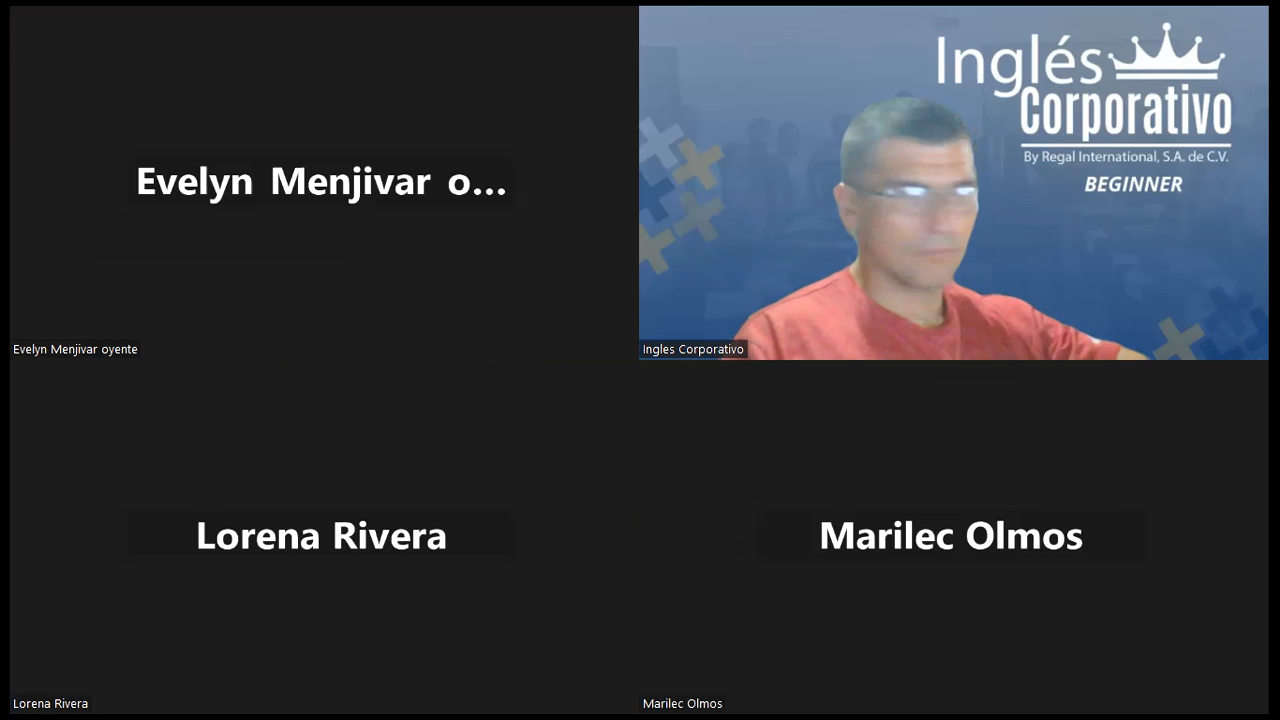 Evelyn Menjivar o...
Evelyn Menjivar oyente
Inglés
Corporativo
By Regal International, S.A. de C.V.
BEGINNER
Ingles Corporativo
Lorena Rivera
Lorena Rivera
Marilec Olmos
Marilec Olmos